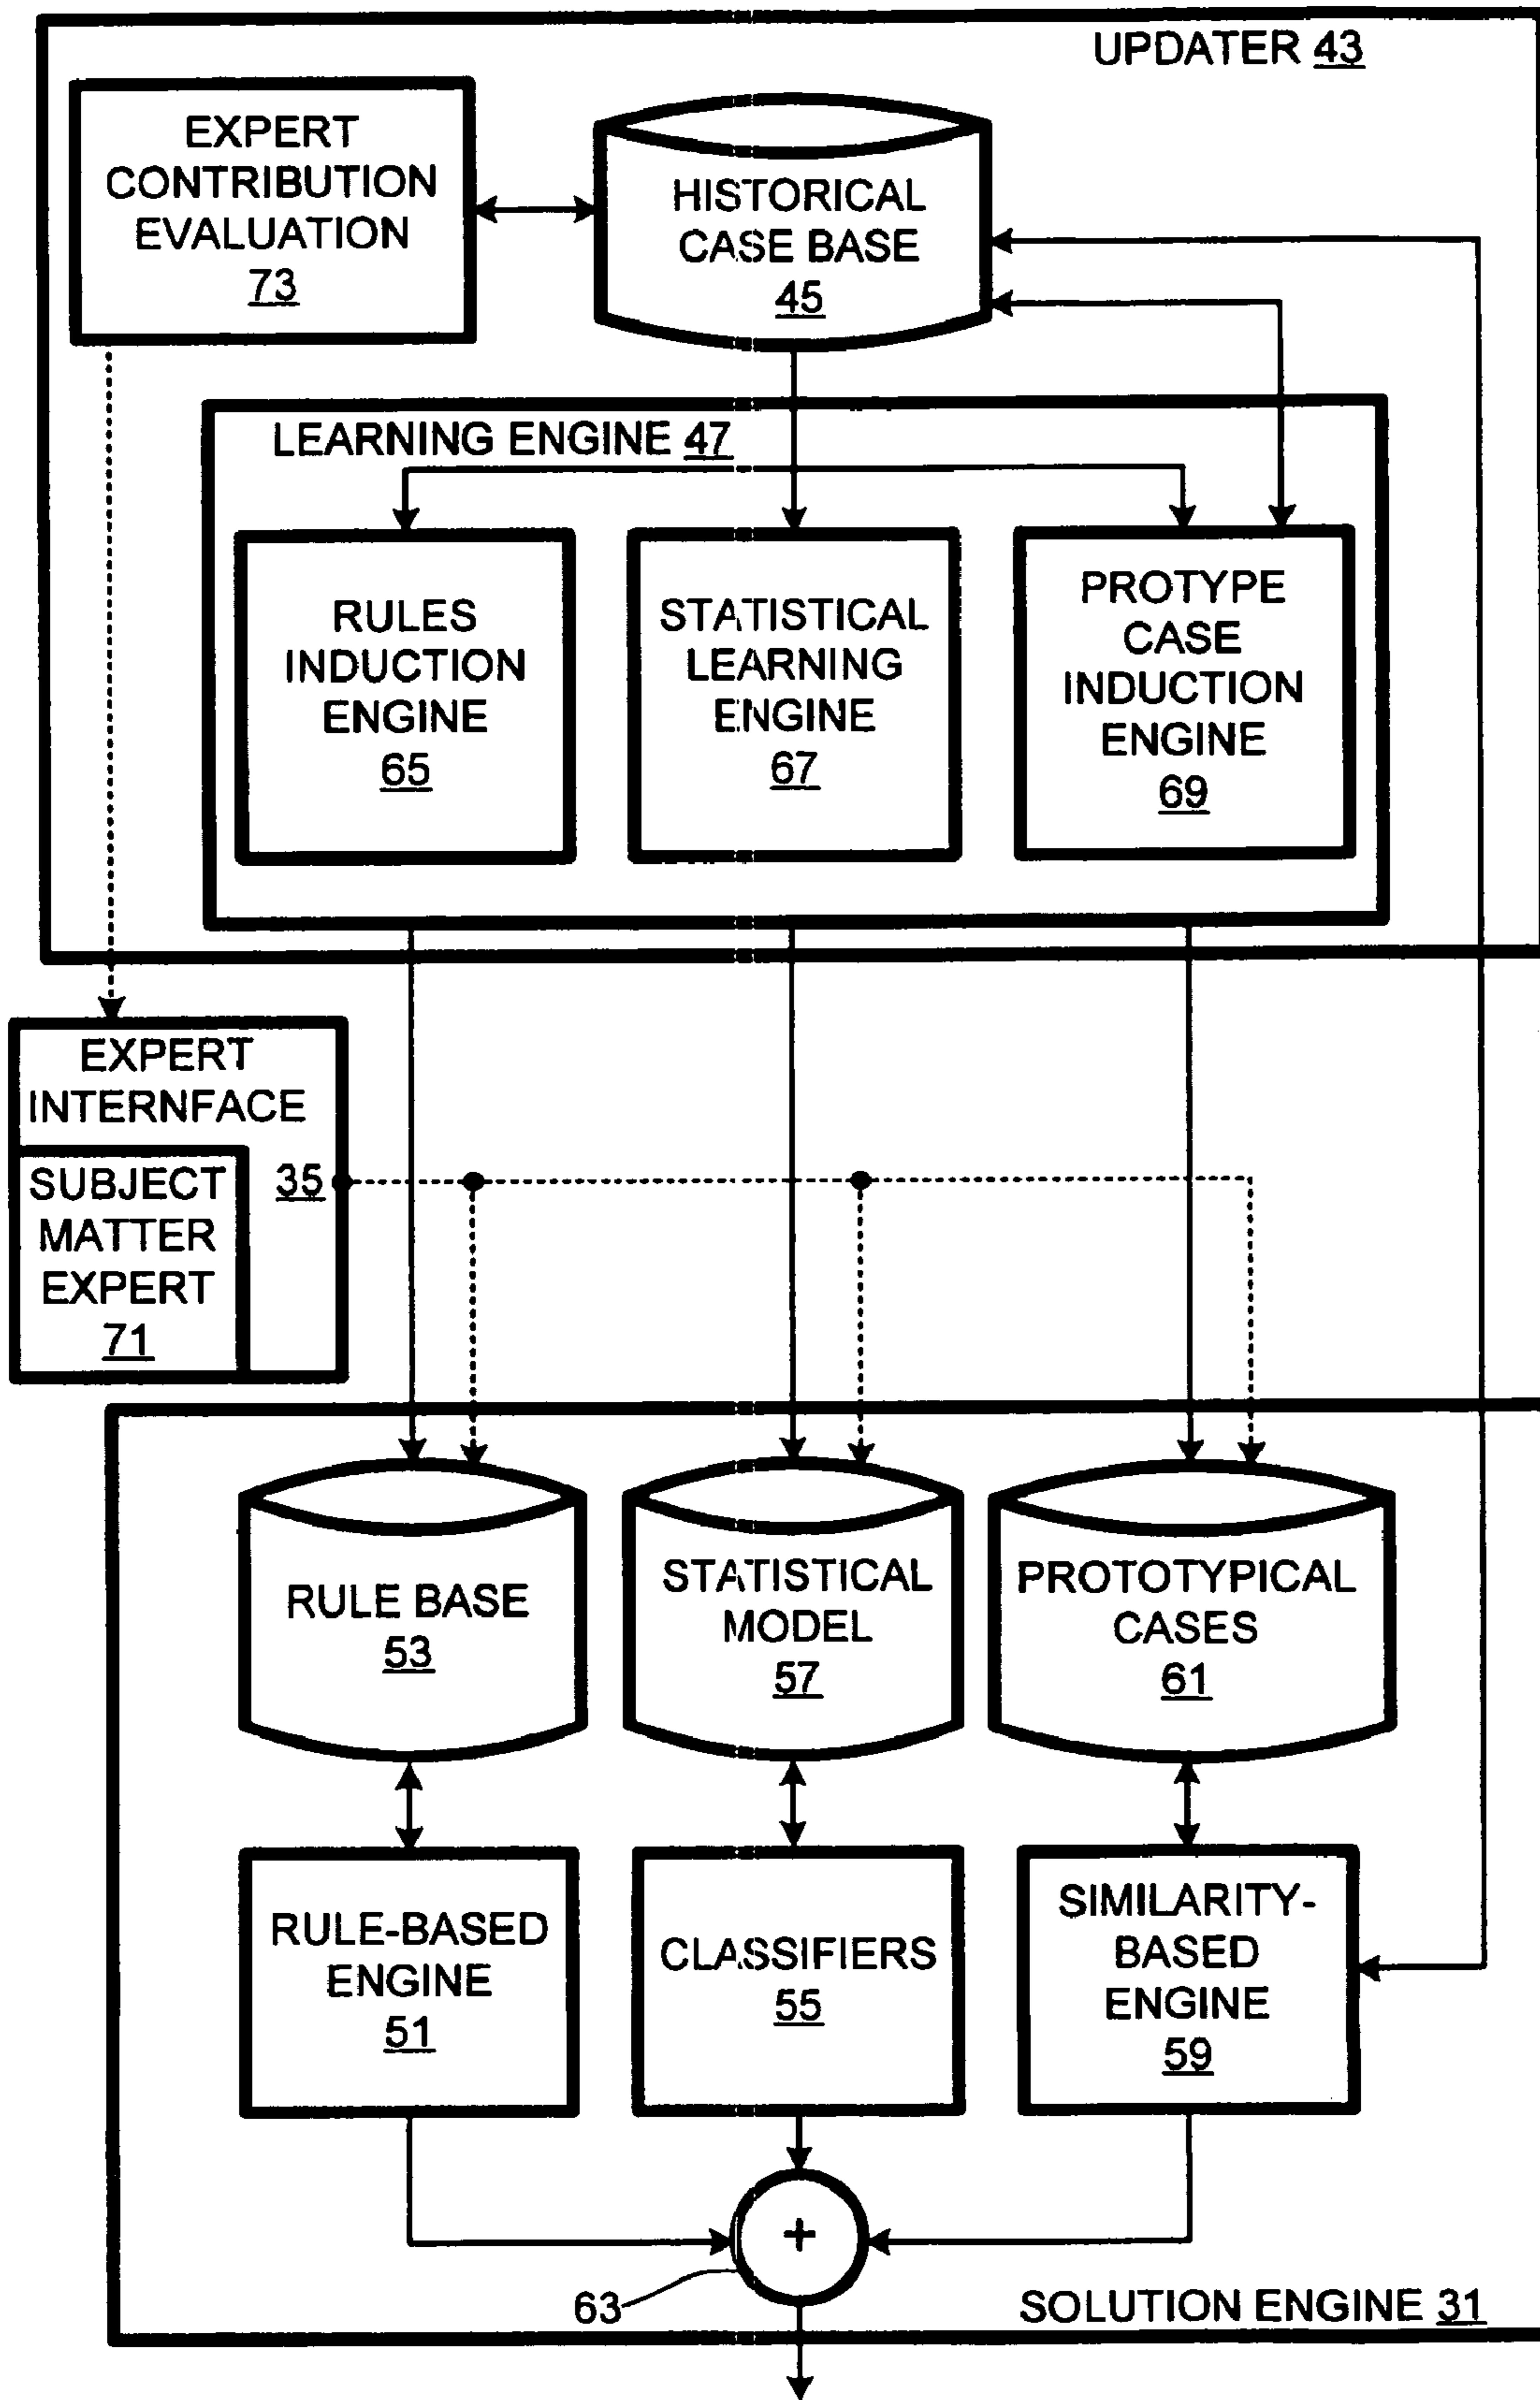 UPDATER 43
EXPERT
CONTRIBUTION
EVALUATION
73
HISTORICAL
CASE BASE
45
LEARNING ENGINE 47
RULES
INDUCTION
ENGINE
65
STATISTICAL
LEARNING
ENGINE
67
PROTYPE
CASE
INDUCTION
ENGINE
69
EXPERT
INTERNFACE
35
SUBJECT
MATTER
EXPERT
71
RULE BASE
53
STATISTICAL
MODEL
57
PROTOTYPICAL
CASES
61
RULE-BASED
ENGINE
51
CLASSIFIERS
55
SIMILARITY-
BASED
ENGINE
59
+
63
SOLUTION ENGINE 31